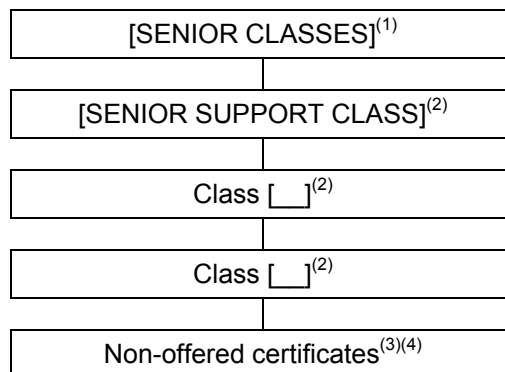 [SENIOR CLASSES](1)
[SENIOR SUPPORT CLASS](2)
Class [__](2)
Class [__](2)
Non-offered certificates(3)(4)